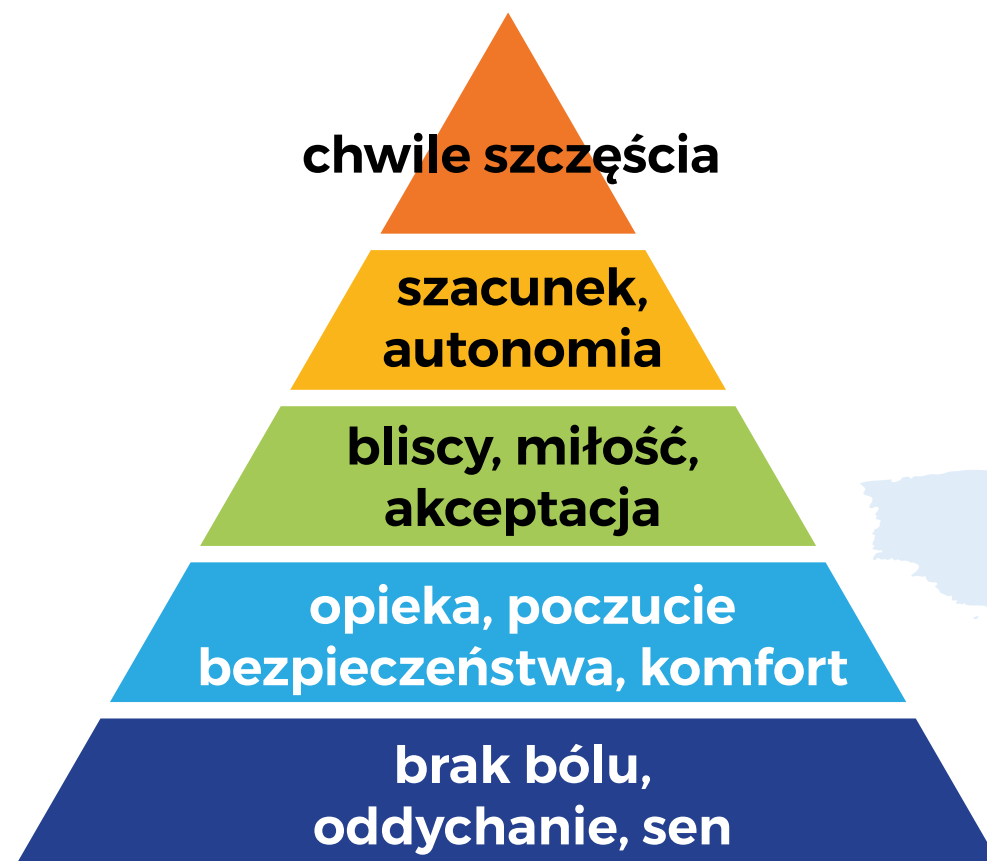 chwile szczęścia
szacunek,
autonomia
bliscy, miłość,
akceptacja
opieka, poczucie
bezpieczeństwa, komfort
brak bólu,
oddychanie, sen